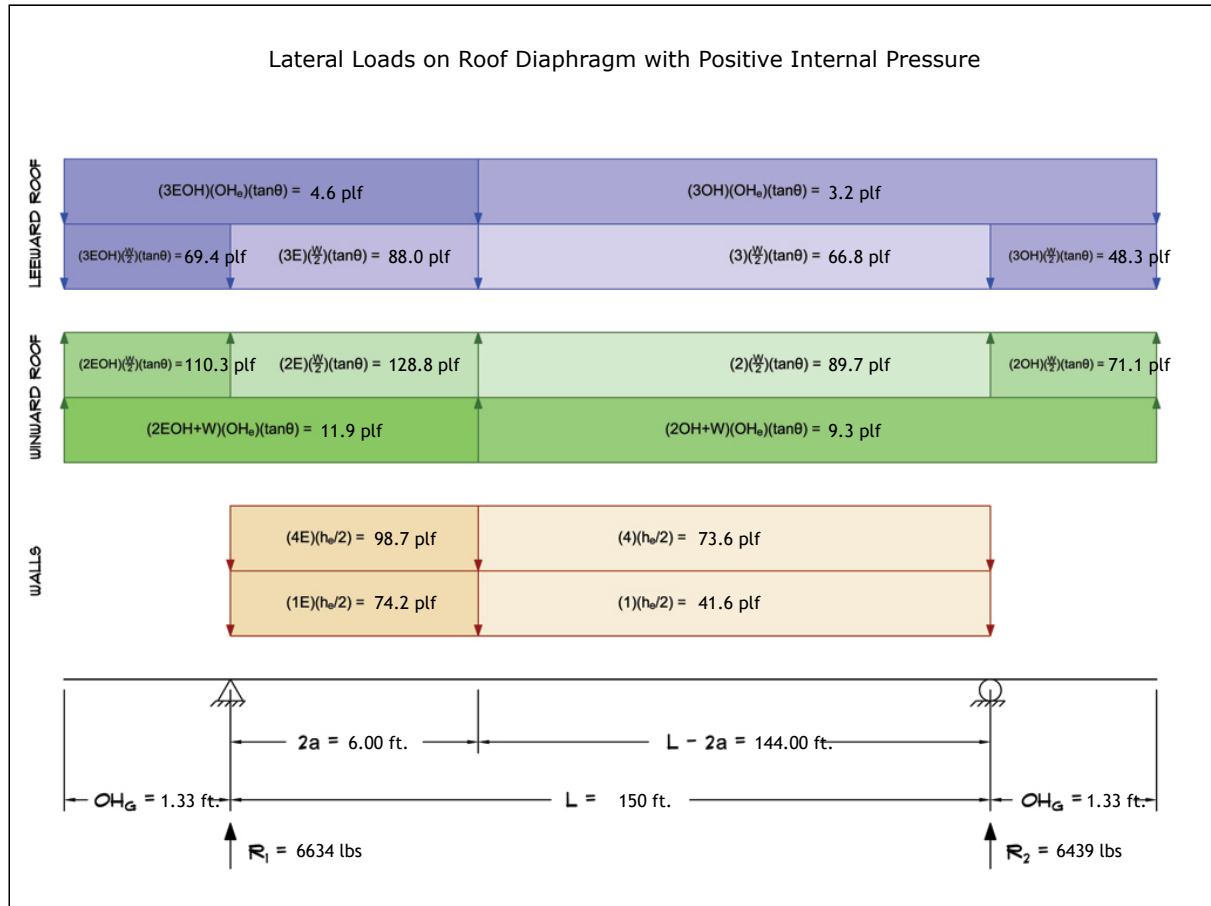 Lateral Loads on Roof Diaphragm with Positive Internal Pressure
LEEWARD ROOF
(3EOH)(OHₑ)(tanθ) = 4.6 plf
(3OH)(OHₑ)(tanθ) = 3.2 plf
(3EOH)(W/2)(tanθ) = 69.4 plf
(3E)(W/2)(tanθ) = 88.0 plf
(3)(W/2)(tanθ) = 66.8 plf
(3OH)(W/2)(tanθ) = 48.3 plf
WINWARD ROOF
(2EOH)(W/2)(tanθ) = 110.3 plf
(2E)(W/2)(tanθ) = 128.8 plf
(2)(W/2)(tanθ) = 89.7 plf
(2OH)(W/2)(tanθ) = 71.1 plf
(2EOH+W)(OHₑ)(tanθ) = 11.9 plf
(2OH+W)(OHₑ)(tanθ) = 9.3 plf
WALLS
(4E)(hₑ/2) = 98.7 plf
(4)(hₑ/2) = 73.6 plf
(1E)(hₑ/2) = 74.2 plf
(1)(hₑ/2) = 41.6 plf
2a = 6.00 ft.
L - 2a = 144.00 ft.
OH_G = 1.33 ft.
L = 150 ft.
OH_G = 1.33 ft.
R₁ = 6634 lbs
R₂ = 6439 lbs